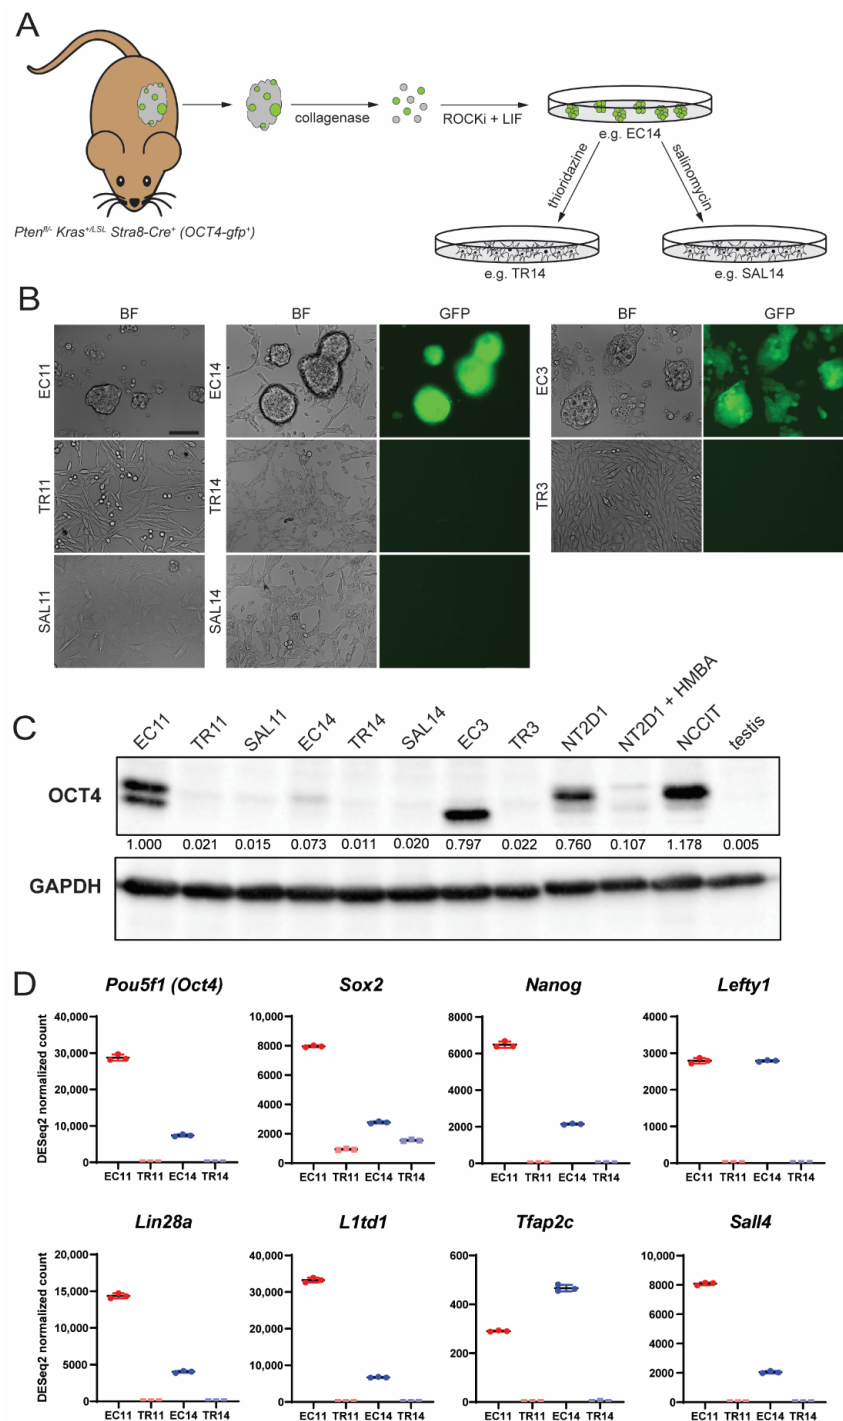 A
collagenase
ROCKi + LIF
e.g. EC14
thioridazine
salinomycin
Pten^fl/- Kras^+/LSL Stra8-Cre^+ (OCT4-gfp^+)
e.g. TR14
e.g. SAL14
B
BF
BF
GFP
BF
GFP
EC11
EC14
EC3
TR11
TR14
TR3
SAL11
SAL14
C
EC11
TR11
SAL11
EC14
TR14
SAL14
EC3
TR3
NT2D1
NT2D1 + HMBA
NCCIT
testis
OCT4
1.000 0.021 0.015 0.073 0.011 0.020 0.797 0.022 0.760 0.107 1.178 0.005
GAPDH
D
Pou5f1 (Oct4)
DESeq2 normalized count
40,000
30,000
20,000
10,000
0
EC11 TR11 EC14 TR14
Sox2
10,000
8000
6000
4000
2000
0
EC11 TR11 EC14 TR14
Nanog
8000
6000
4000
2000
0
EC11 TR11 EC14 TR14
Lefty1
4000
3000
2000
1000
0
EC11 TR11 EC14 TR14
Lin28a
DESeq2 normalized count
20,000
15,000
10,000
5000
0
EC11 TR11 EC14 TR14
L1td1
40,000
30,000
20,000
10,000
0
EC11 TR11 EC14 TR14
Tfap2c
600
400
200
0
EC11 TR11 EC14 TR14
Sall4
10,000
8000
6000
4000
2000
0
EC11 TR11 EC14 TR14